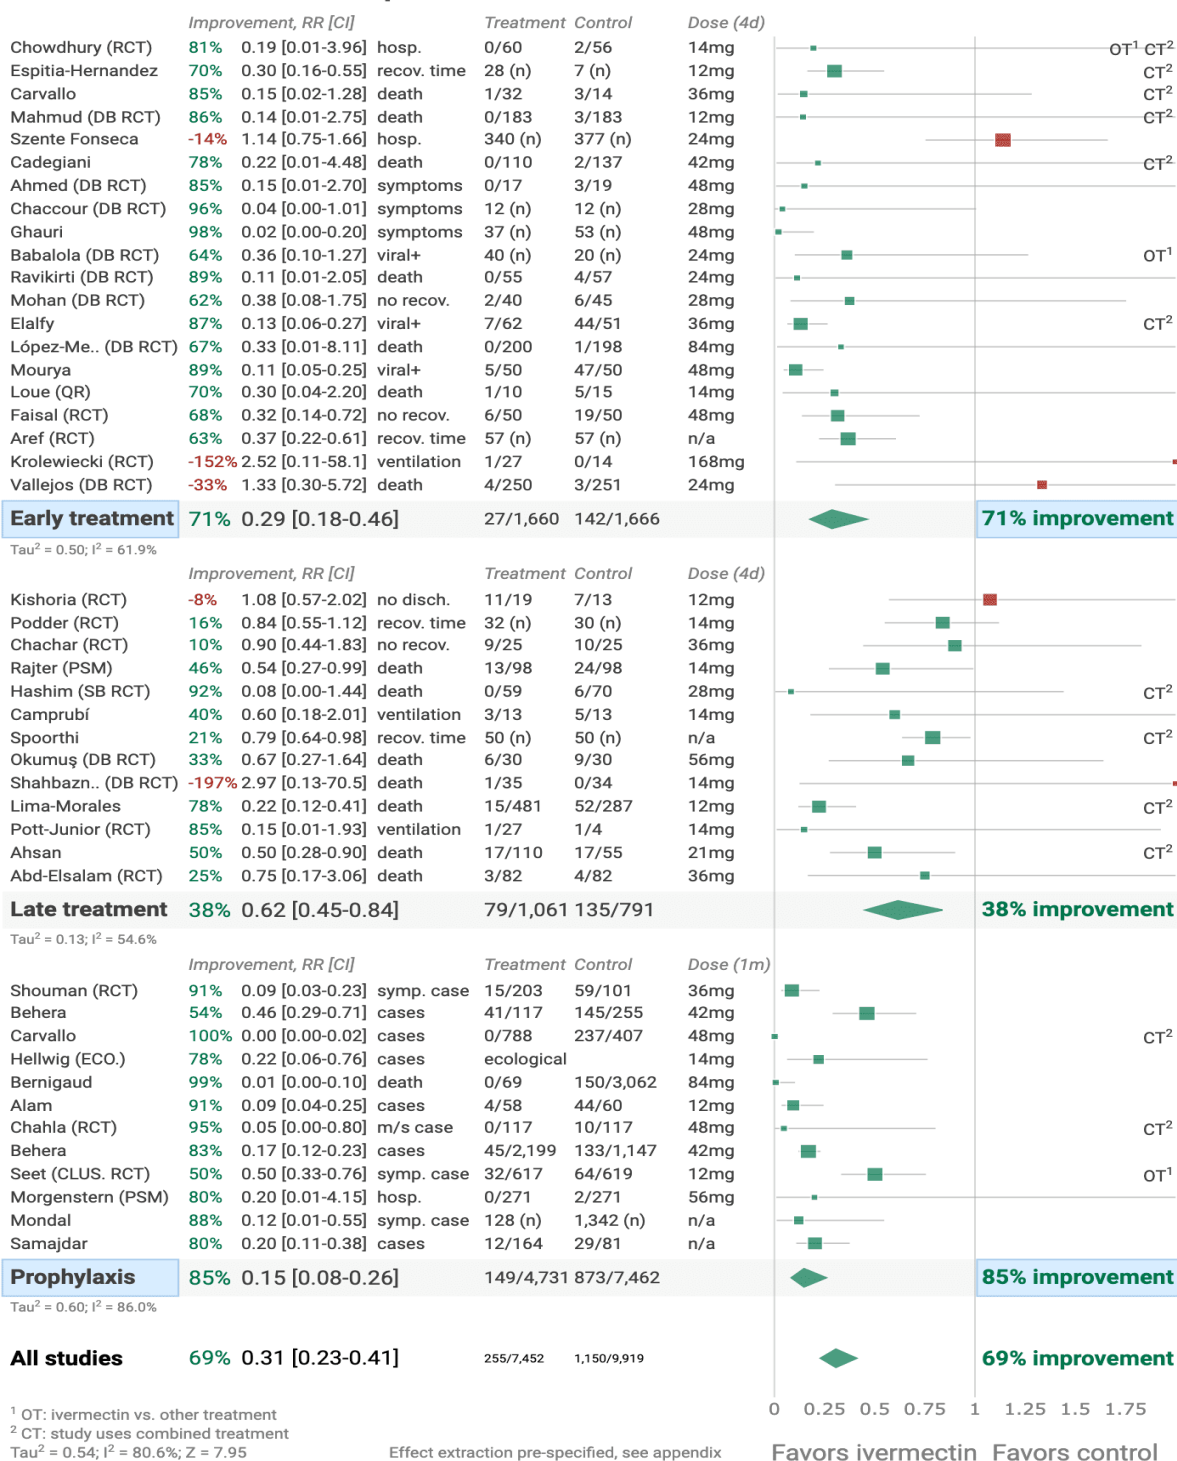 Improvement, RR [CI] Treatment Control Dose (4d)
Chowdhury (RCT) 81% 0.19 [0.01-3.96] hosp. 0/60 2/56 14mg OT¹ CT²
Espitia-Hernandez 70% 0.30 [0.16-0.55] recov. time 28 (n) 7 (n) 12mg CT²
Carvallo 85% 0.15 [0.02-1.28] death 1/32 3/14 36mg CT²
Mahmud (DB RCT) 86% 0.14 [0.01-2.75] death 0/183 3/183 12mg CT²
Szente Fonseca -14% 1.14 [0.75-1.66] hosp. 340 (n) 377 (n) 24mg
Cadegiani 78% 0.22 [0.01-4.48] death 0/110 2/137 42mg CT²
Ahmed (DB RCT) 85% 0.15 [0.01-2.70] symptoms 0/17 3/19 48mg
Chaccour (DB RCT) 96% 0.04 [0.00-1.01] symptoms 12 (n) 12 (n) 28mg
Ghauri 98% 0.02 [0.00-0.20] symptoms 37 (n) 53 (n) 48mg
Babalola (DB RCT) 64% 0.36 [0.10-1.27] viral+ 40 (n) 20 (n) 24mg OT¹
Ravikirti (DB RCT) 89% 0.11 [0.01-2.05] death 0/55 4/57 24mg
Mohan (DB RCT) 62% 0.38 [0.08-1.75] no recov. 2/40 6/45 28mg
Elalfy 87% 0.13 [0.06-0.27] viral+ 7/62 44/51 36mg CT²
López-Me.. (DB RCT) 67% 0.33 [0.01-8.11] death 0/200 1/198 84mg
Mourya 89% 0.11 [0.05-0.25] viral+ 5/50 47/50 48mg
Loue (QR) 70% 0.30 [0.04-2.20] death 1/10 5/15 14mg
Faisal (RCT) 68% 0.32 [0.14-0.72] no recov. 6/50 19/50 48mg
Aref (RCT) 63% 0.37 [0.22-0.61] recov. time 57 (n) 57 (n) n/a
Krolewiecki (RCT) -152% 2.52 [0.11-58.1] ventilation 1/27 0/14 168mg
Vallejos (DB RCT) -33% 1.33 [0.30-5.72] death 4/250 3/251 24mg
Early treatment 71% 0.29 [0.18-0.46] 27/1,660 142/1,666 71% improvement
Tau² = 0.50; I² = 61.9%
Improvement, RR [CI] Treatment Control Dose (4d)
Kishoria (RCT) -8% 1.08 [0.57-2.02] no disch. 11/19 7/13 12mg
Podder (RCT) 16% 0.84 [0.55-1.12] recov. time 32 (n) 30 (n) 14mg
Chachar (RCT) 10% 0.90 [0.44-1.83] no recov. 9/25 10/25 36mg
Rajter (PSM) 46% 0.54 [0.27-0.99] death 13/98 24/98 14mg
Hashim (SB RCT) 92% 0.08 [0.00-1.44] death 0/59 6/70 28mg CT²
Camprubí 40% 0.60 [0.18-2.01] ventilation 3/13 5/13 14mg
Spoorthi 21% 0.79 [0.64-0.98] recov. time 50 (n) 50 (n) n/a CT²
Okumuş (DB RCT) 33% 0.67 [0.27-1.64] death 6/30 9/30 56mg
Shahbazn.. (DB RCT) -197% 2.97 [0.13-70.5] death 1/35 0/34 14mg
Lima-Morales 78% 0.22 [0.12-0.41] death 15/481 52/287 12mg CT²
Pott-Junior (RCT) 85% 0.15 [0.01-1.93] ventilation 1/27 1/4 14mg
Ahsan 50% 0.50 [0.28-0.90] death 17/110 17/55 21mg CT²
Abd-Elsalam (RCT) 25% 0.75 [0.17-3.06] death 3/82 4/82 36mg
Late treatment 38% 0.62 [0.45-0.84] 79/1,061 135/791 38% improvement
Tau² = 0.13; I² = 54.6%
Improvement, RR [CI] Treatment Control Dose (1m)
Shouman (RCT) 91% 0.09 [0.03-0.23] symp. case 15/203 59/101 36mg
Behera 54% 0.46 [0.29-0.71] cases 41/117 145/255 42mg
Carvallo 100% 0.00 [0.00-0.02] cases 0/788 237/407 48mg CT²
Hellwig (ECO.) 78% 0.22 [0.06-0.76] cases ecological 14mg
Bernigaud 99% 0.01 [0.00-0.10] death 0/69 150/3,062 84mg
Alam 91% 0.09 [0.04-0.25] cases 4/58 44/60 12mg
Chahla (RCT) 95% 0.05 [0.00-0.80] m/s case 0/117 10/117 48mg CT²
Behera 83% 0.17 [0.12-0.23] cases 45/2,199 133/1,147 42mg
Seet (CLUS. RCT) 50% 0.50 [0.33-0.76] symp. case 32/617 64/619 12mg OT¹
Morgenstern (PSM) 80% 0.20 [0.01-4.15] hosp. 0/271 2/271 56mg
Mondal 88% 0.12 [0.01-0.55] symp. case 128 (n) 1,342 (n) n/a
Samajdar 80% 0.20 [0.11-0.38] cases 12/164 29/81 n/a
Prophylaxis 85% 0.15 [0.08-0.26] 149/4,731 873/7,462 85% improvement
Tau² = 0.60; I² = 86.0%
All studies 69% 0.31 [0.23-0.41] 255/7,452 1,150/9,919 69% improvement
0 0.25 0.5 0.75 1 1.25 1.5 1.75
¹ OT: ivermectin vs. other treatment
² CT: study uses combined treatment
Tau² = 0.54; I² = 80.6%; Z = 7.95 Effect extraction pre-specified, see appendix Favors ivermectin Favors control